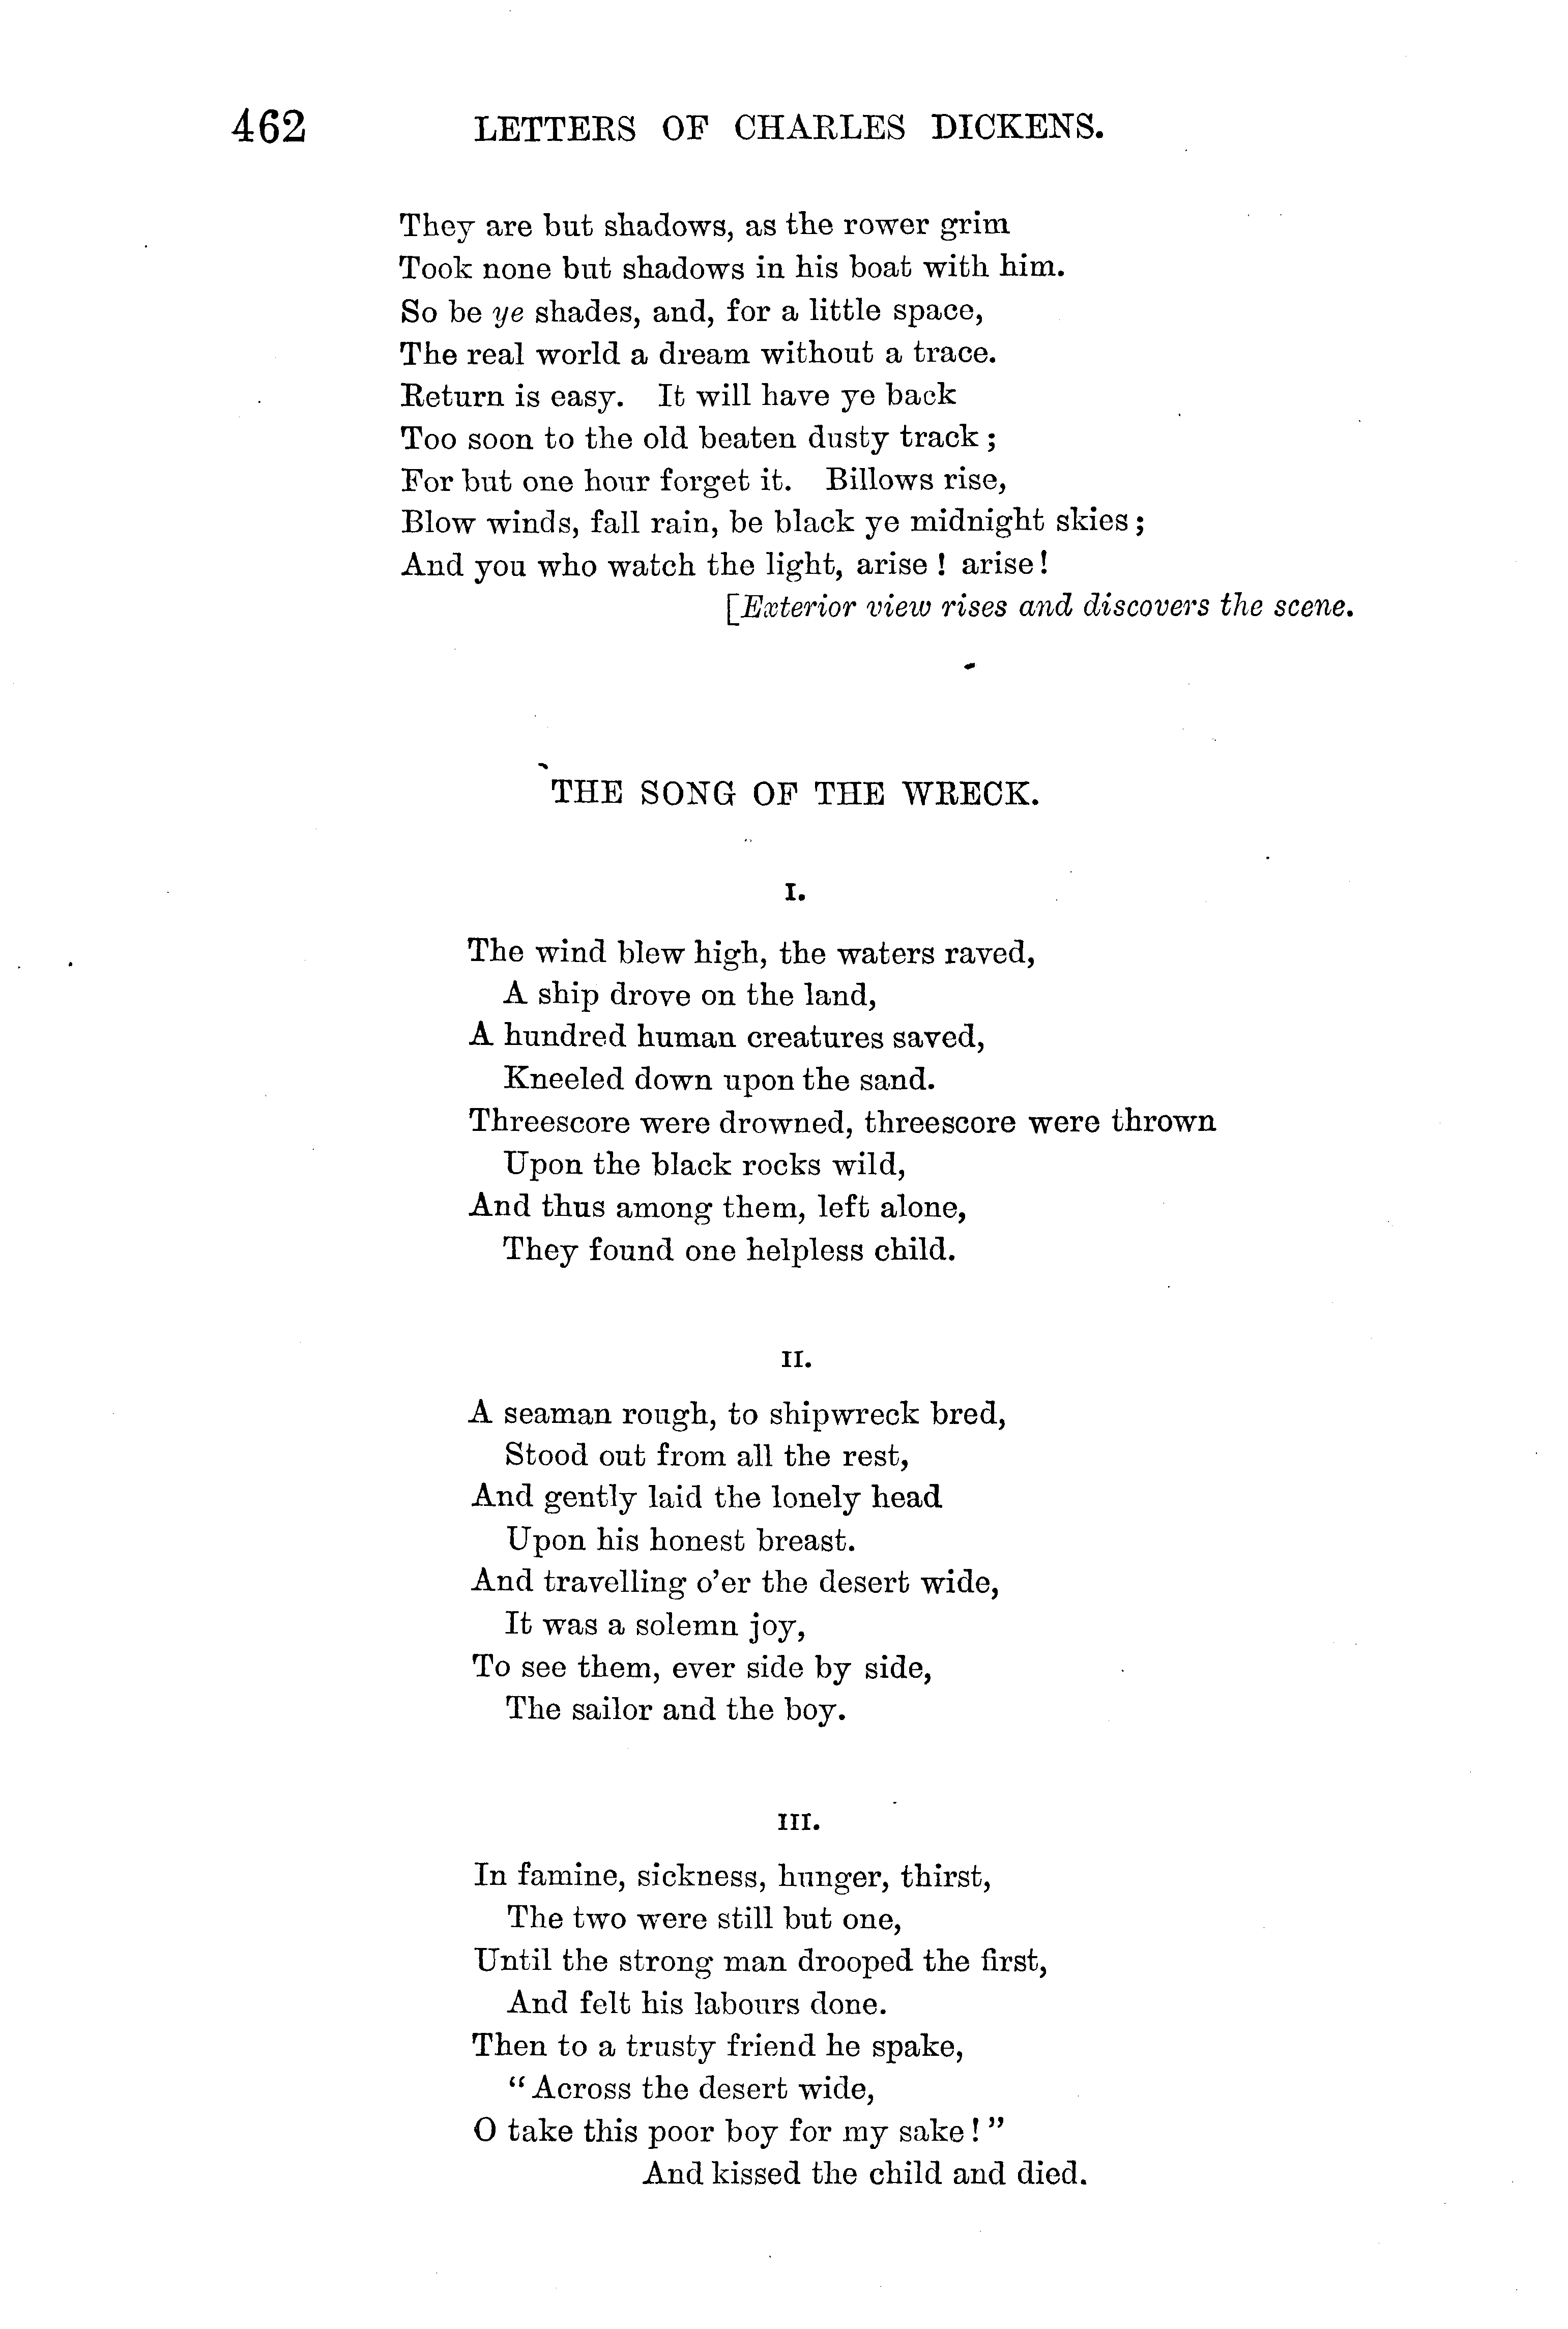 462 LETTERS OF CHARLES DICKENS.
They are but shadows, as the rower grim
Took none but shadows in his boat with him.
So be ye shades, and, for a little space,
The real world a dream without a trace.
Return is easy. It will have ye back
Too soon to the old beaten dusty track;
For but one hour forget it. Billows rise,
Blow winds, fall rain, be black ye midnight skies;
And you who watch the light, arise! arise!
[Exterior view rises and discovers the scene.
THE SONG OF THE WRECK.
I.
The wind blew high, the waters raved,
A ship drove on the land,
A hundred human creatures saved,
Kneeled down upon the sand.
Threescore were drowned, threescore were thrown
Upon the black rocks wild,
And thus among them, left alone,
They found one helpless child.
II.
A seaman rough, to shipwreck bred,
Stood out from all the rest,
And gently laid the lonely head
Upon his honest breast.
And travelling o'er the desert wide,
It was a solemn joy,
To see them, ever side by side,
The sailor and the boy.
III.
In famine, sickness, hunger, thirst,
The two were still but one,
Until the strong man drooped the first,
And felt his labours done.
Then to a trusty friend he spake,
"Across the desert wide,
O take this poor boy for my sake!"
And kissed the child and died.